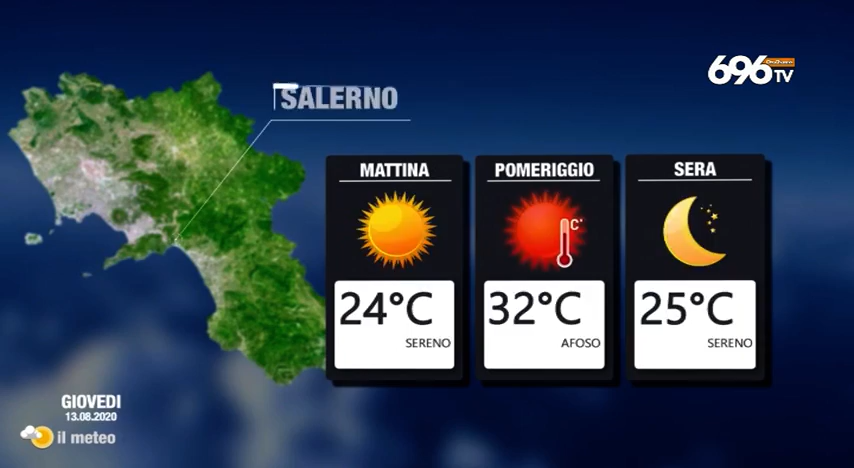 696
TV
SALERNO
MATTINA
POMERIGGIO
SERA
C°
24°C
32°C
25°C
SERENO
AFOSO
SERENO
GIOVEDI
13.08.2020
il meteo